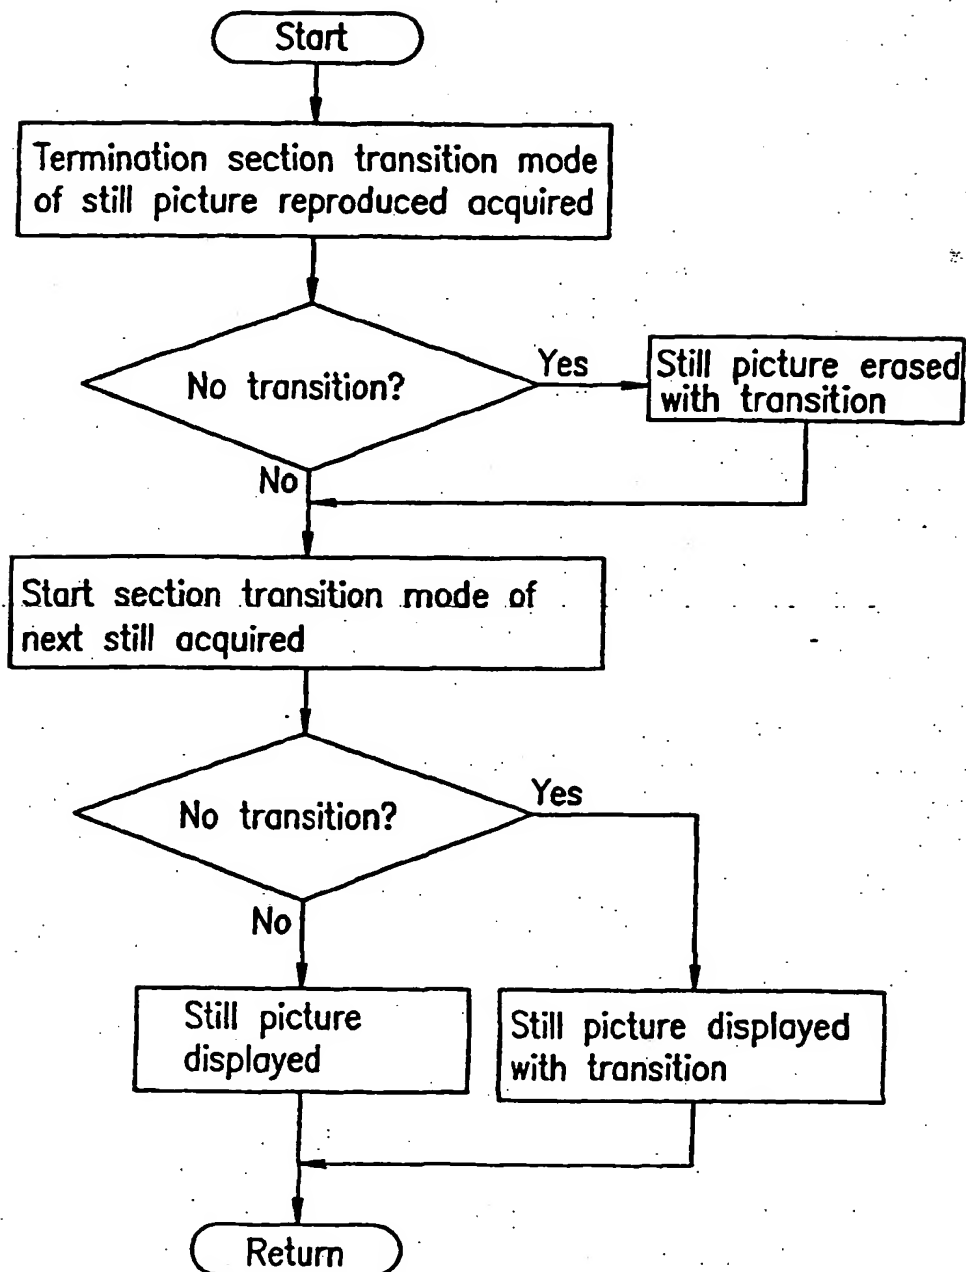 Start
Termination section transition mode
of still picture reproduced acquired
No transition?
Yes
Still picture erased
with transition
No
Start section transition mode of
next still acquired
No transition?
Yes
No
Still picture
displayed
Still picture displayed
with transition
Return